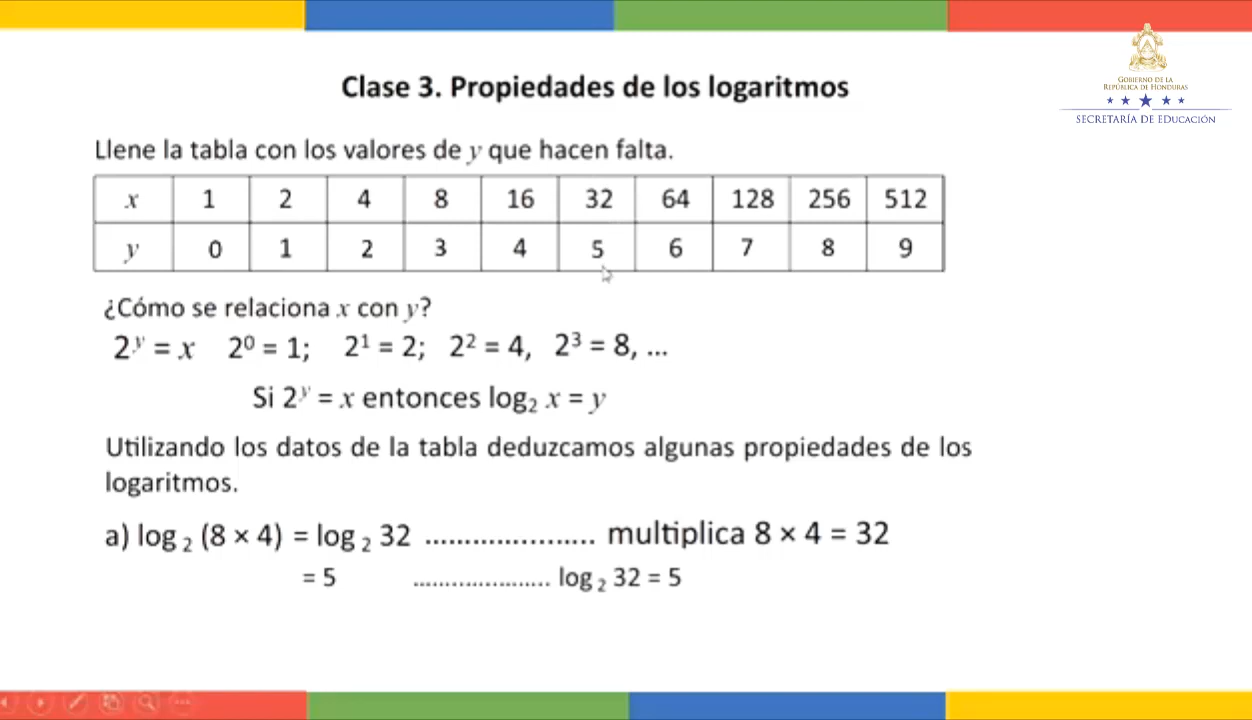 GOBIERNO DE LA
REPÚBLICA DE HONDURAS
SECRETARÍA DE EDUCACIÓN
Clase 3. Propiedades de los logaritmos
Llene la tabla con los valores de y que hacen falta.
x 1 2 4 8 16 32 64 128 256 512
y 0 1 2 3 4 5 6 7 8 9
¿Cómo se relaciona x con y?
2^y = x 2⁰ = 1; 2¹ = 2; 2² = 4, 2³ = 8, ...
Si 2^y = x entonces log₂ x = y
Utilizando los datos de la tabla deduzcamos algunas propiedades de los
logaritmos.
a) log₂ (8 × 4) = log₂ 32 ...................... multiplica 8 × 4 = 32
= 5 ...................... log₂ 32 = 5